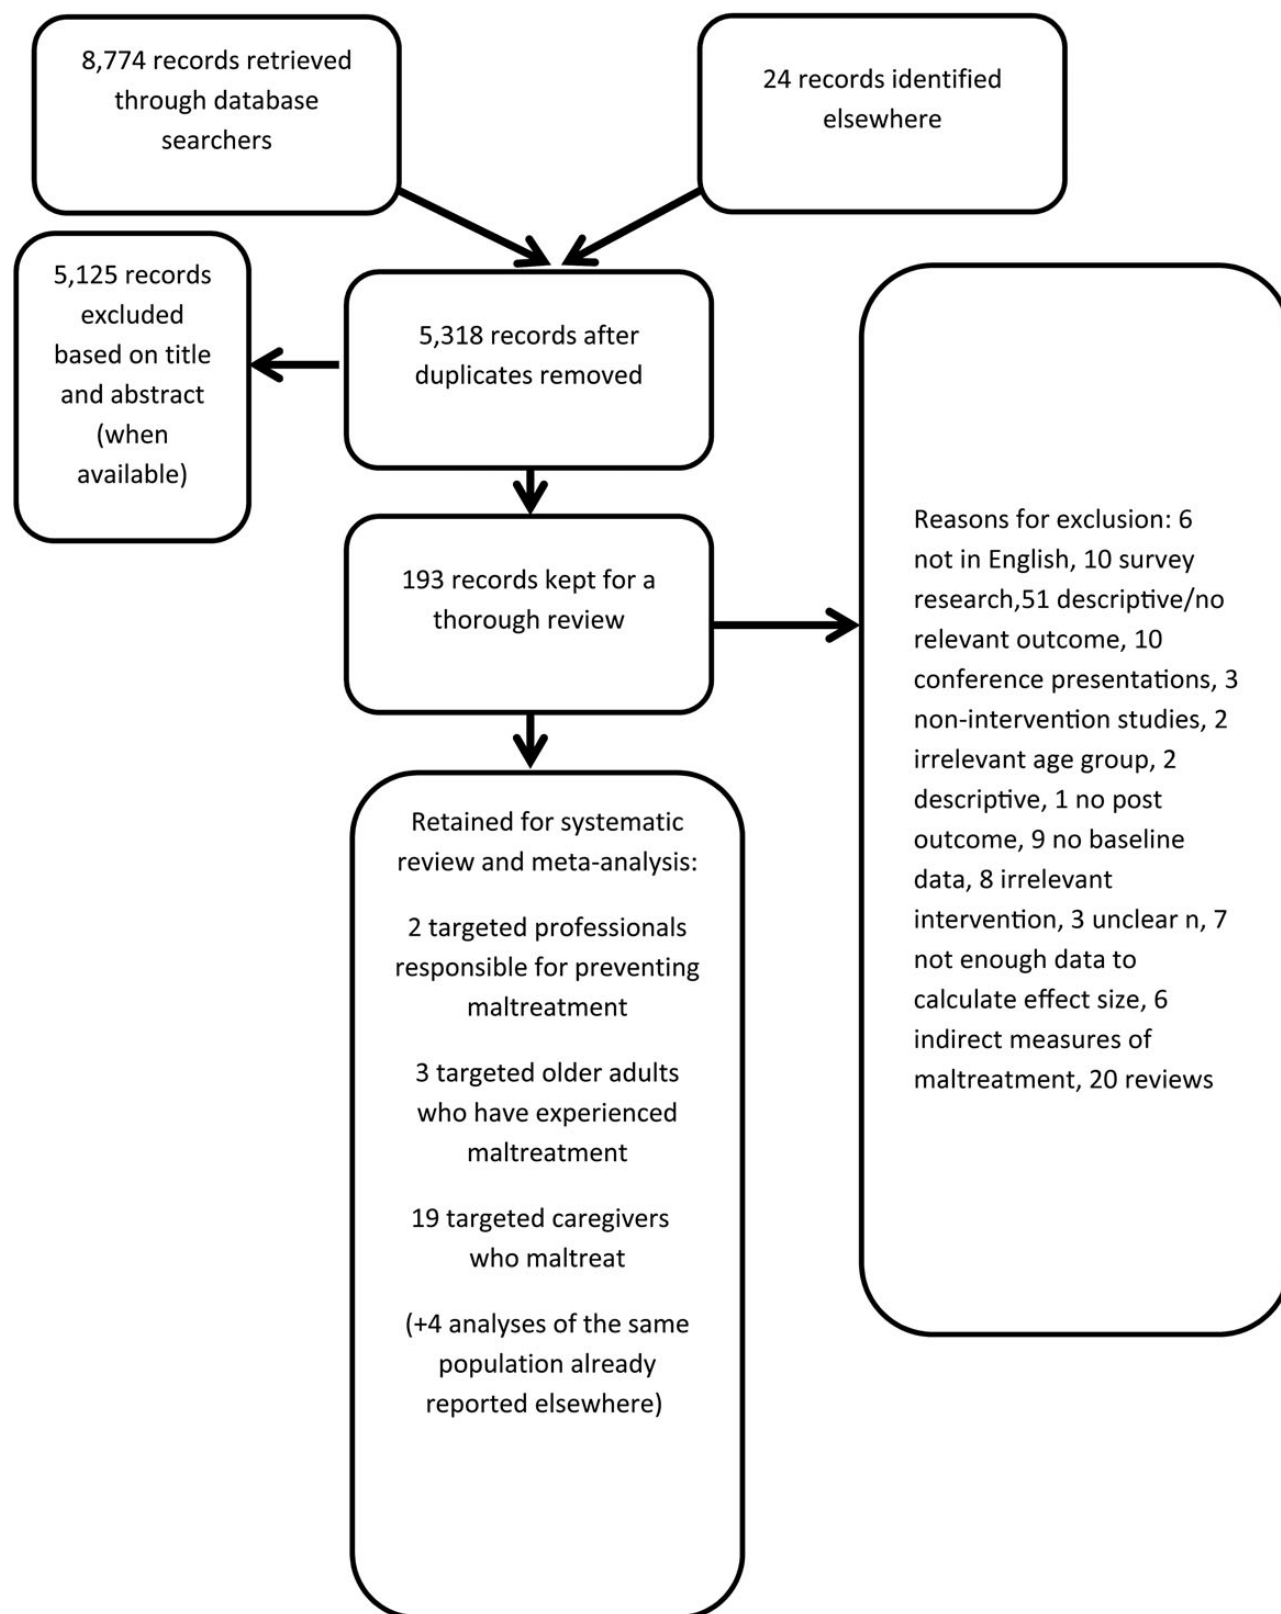 8,774 records retrieved
through database
searchers
24 records identified
elsewhere
5,125 records
excluded
based on title
and abstract
(when
available)
5,318 records after
duplicates removed
193 records kept for a
thorough review
Reasons for exclusion: 6
not in English, 10 survey
research,51 descriptive/no
relevant outcome, 10
conference presentations, 3
non-intervention studies, 2
irrelevant age group, 2
descriptive, 1 no post
outcome, 9 no baseline
data, 8 irrelevant
intervention, 3 unclear n, 7
not enough data to
calculate effect size, 6
indirect measures of
maltreatment, 20 reviews
Retained for systematic
review and meta-analysis:
2 targeted professionals
responsible for preventing
maltreatment
3 targeted older adults
who have experienced
maltreatment
19 targeted caregivers
who maltreat
(+4 analyses of the same
population already
reported elsewhere)